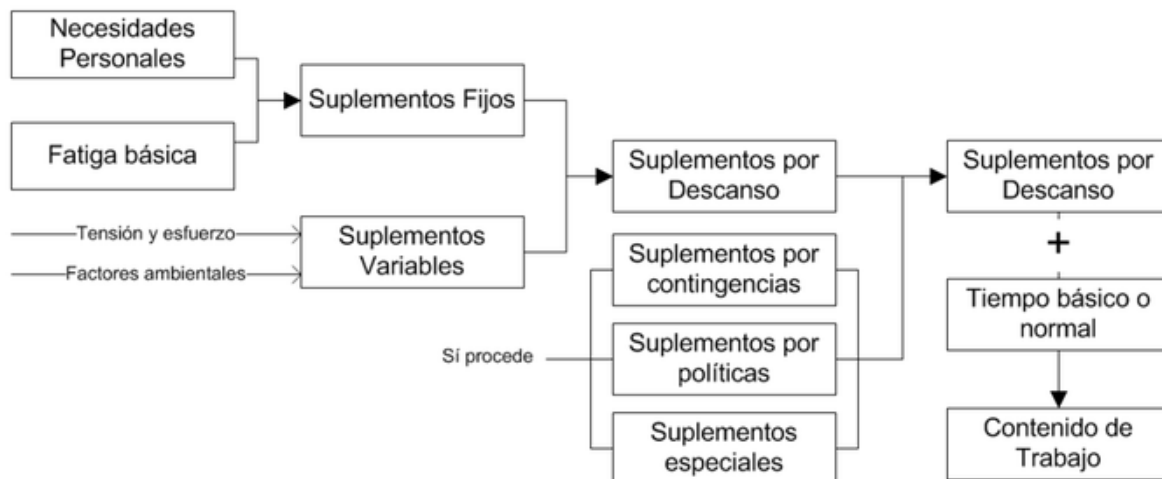 Necesidades
Personales
Fatiga básica
Tensión y esfuerzo
Factores ambientales
Suplementos Fijos
Suplementos
Variables
Sí procede
Suplementos por
Descanso
Suplementos por
contingencias
Suplementos por
políticas
Suplementos
especiales
Suplementos por
Descanso
+
Tiempo básico o
normal
Contenido de
Trabajo